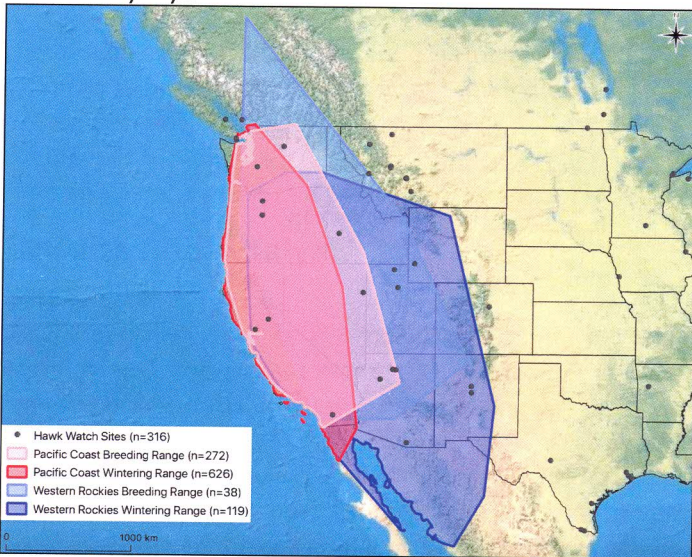 Hawk Watch Sites (n=316)
Pacific Coast Breeding Range (n=272)
Pacific Coast Wintering Range (n=626)
Western Rockies Breeding Range (n=38)
Western Rockies Wintering Range (n=119)
0 1000 km